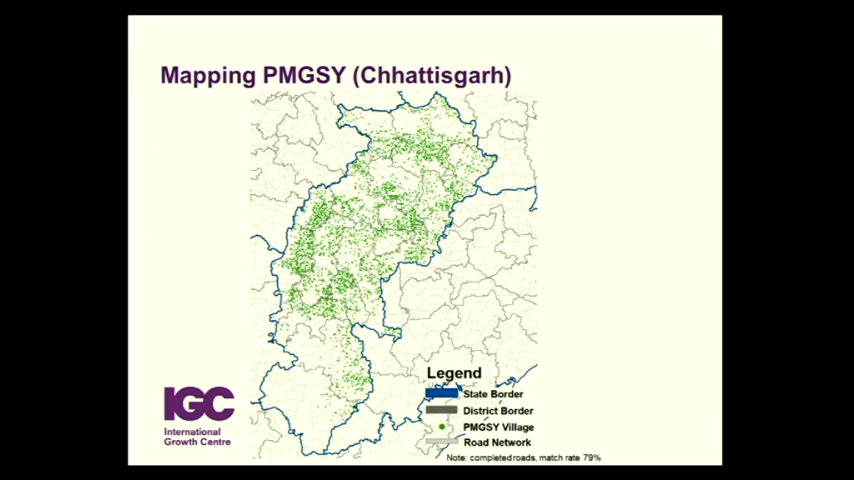 Mapping PMGSY (Chhattisgarh)
Legend
State Border
District Border
PMGSY Village
Road Network
Note: completed roads, match rate 79%
IGC
International
Growth Centre